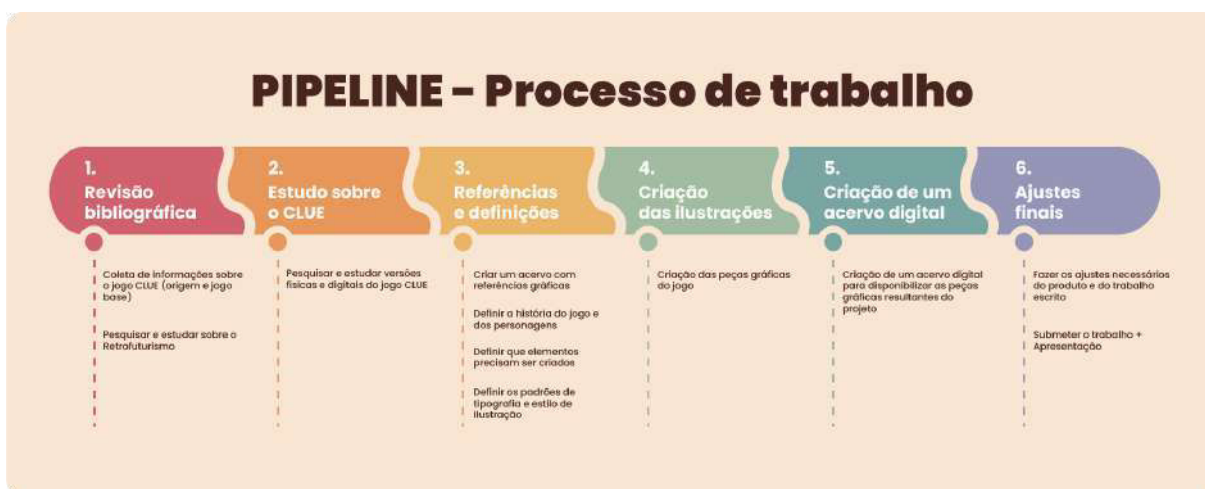 PIPELINE - Processo de trabalho
1.
Revisão
bibliográfica
Coleta de informações sobre
o jogo CLUE (origem e jogo
base)
Pesquisar e estudar sobre o
Retrofuturismo
2.
Estudo sobre
o CLUE
Pesquisar e estudar versões
físicas e digitais do jogo CLUE
3.
Referências
e definições
Criar um acervo com
referências gráficas
Definir a história do jogo e
dos personagens
Definir que elementos
precisam ser criados
Definir os padrões de
tipografia e estilo de
ilustração
4.
Criação
das ilustrações
Criação das peças gráficas
do jogo
5.
Criação de um
acervo digital
Criação de um acervo digital
para disponibilizar as peças
gráficas resultantes do
projeto
6.
Ajustes
finais
Fazer os ajustes necessários
do produto e do trabalho
escrito
Submeter o trabalho +
Apresentação